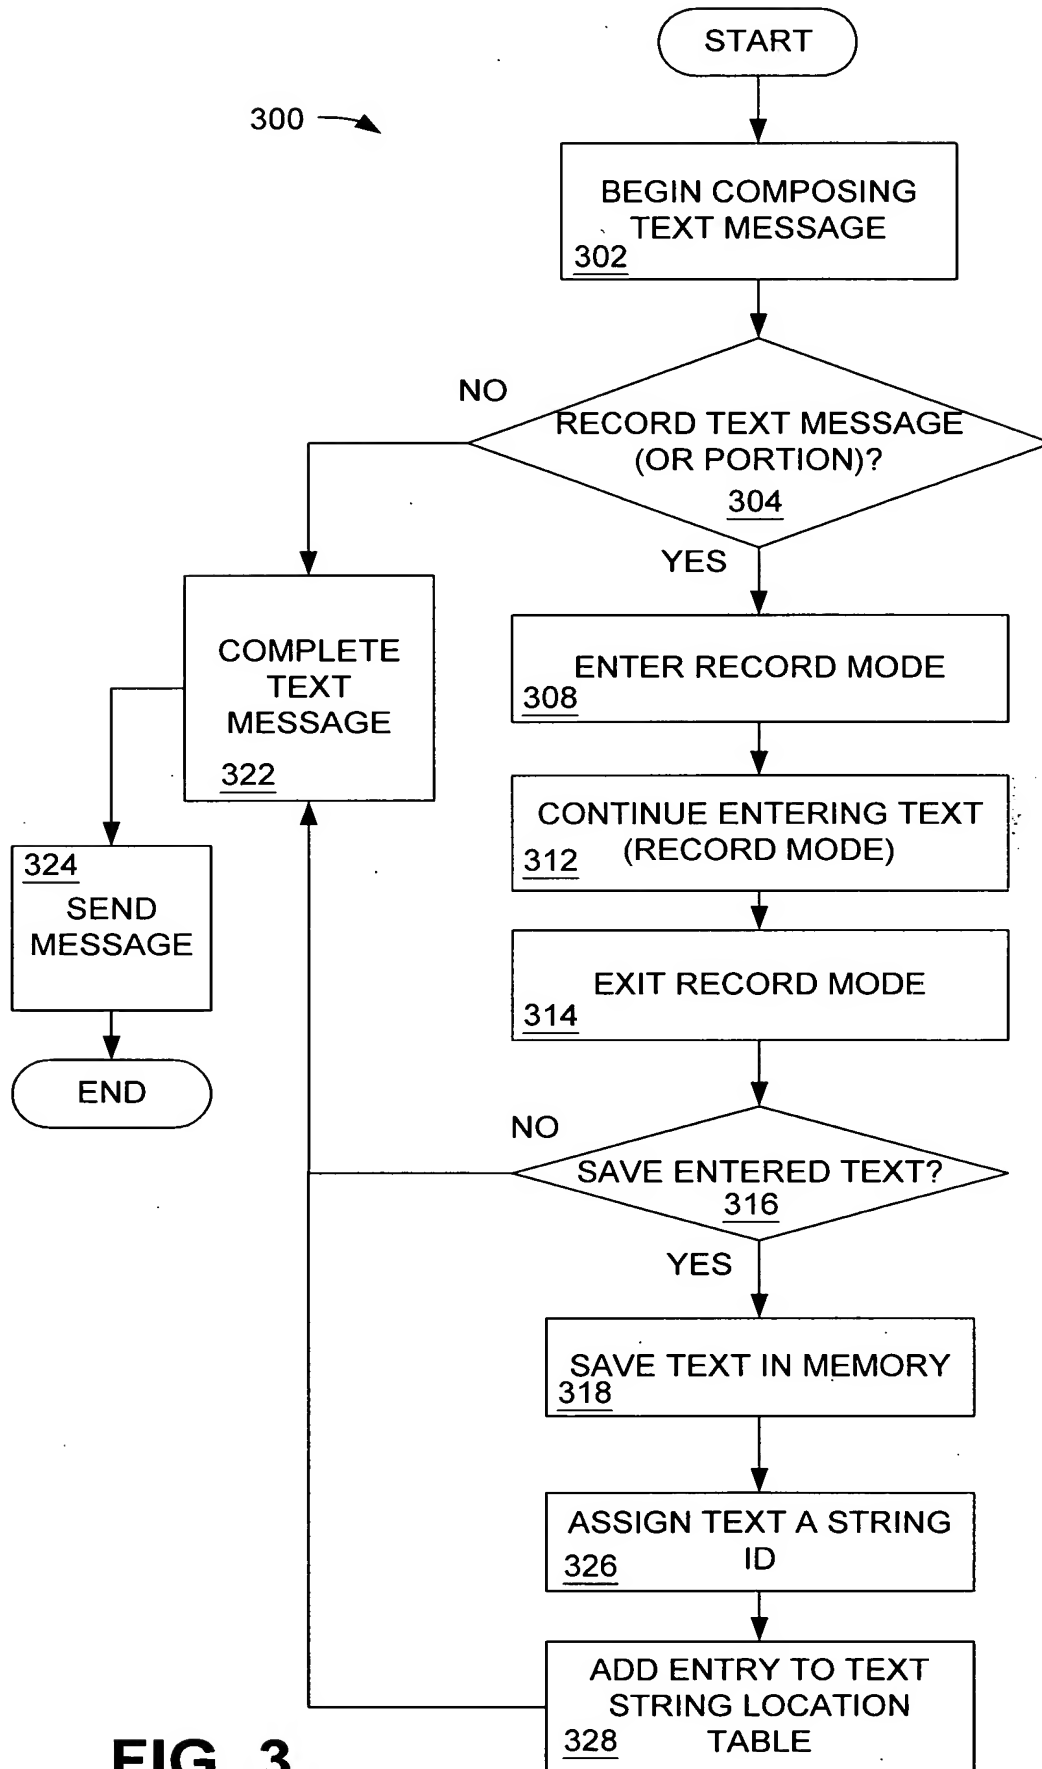 START
300
BEGIN COMPOSING
TEXT MESSAGE
302
NO
RECORD TEXT MESSAGE
(OR PORTION)?
304
YES
ENTER RECORD MODE
308
COMPLETE
TEXT
MESSAGE
322
CONTINUE ENTERING TEXT
(RECORD MODE)
312
324
SEND
MESSAGE
EXIT RECORD MODE
314
END
NO
SAVE ENTERED TEXT?
316
YES
SAVE TEXT IN MEMORY
318
ASSIGN TEXT A STRING
ID
326
ADD ENTRY TO TEXT
STRING LOCATION
TABLE
328
FIG. 3